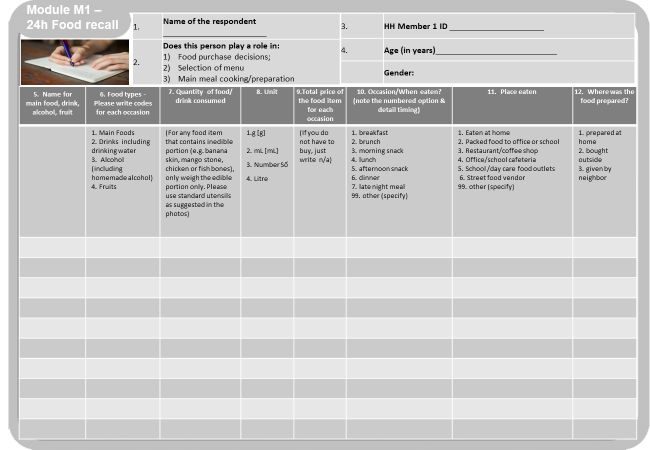 Module M1 –
24h Food recall
1.
Name of the respondent
____________________________
2.
Does this person play a role in:
1) Food purchase decisions;
2) Selection of menu
3) Main meal cooking/preparation
3.
HH Member 1 ID ____________________
4.
Age (in years)__________________________
Gender:
5. Name for
main food, drink,
alcohol, fruit
6. Food types -
Please write codes
for each occasion
7. Quantity of food/
drink consumed
8. Unit
9.Total price of
the food item
for each
occasion
10. Occasion/When eaten?
(note the numbered option &
detail timing)
11. Place eaten
12. Where was the
food prepared?
1. Main Foods
2. Drinks including
drinking water
3. Alcohol
(including
homemade alcohol)
4. Fruits
(For any food item
that contains inedible
portion (e.g. banana
skin, mango stone,
chicken or fish bones),
only weigh the edible
portion only. Please
use standard utensils
as suggested in the
photos)
1.g [g]
2. mL [mL]
3. Number Số
4. Litre
(If you do
not have to
buy, just
write n/a)
1. breakfast
2. brunch
3. morning snack
4. lunch
5. afternoon snack
6. dinner
7. late night meal
99. other (specify)
1. Eaten at home
2. Packed food to office or school
3. Restaurant/coffee shop
4. Office/school cafeteria
5. School /day care food outlets
6. Street food vendor
99. other (specify)
1. prepared at
home
2. bought
outside
3. given by
neighbor